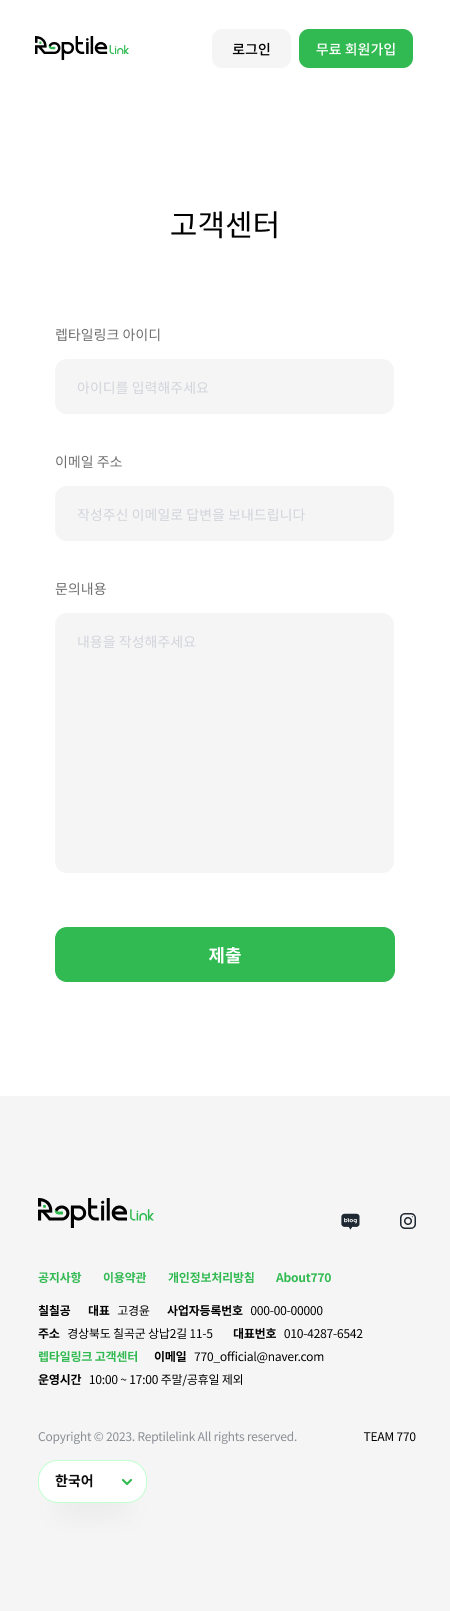 Reptile Link
로그인
무료 회원가입
고객센터
렙타일링크 아이디
아이디를 입력해주세요
이메일 주소
작성주신 이메일로 답변을 보내드립니다
문의내용
내용을 작성해주세요
제출
Reptile Link
blog
공지사항 이용약관 개인정보처리방침 About770
칠칠공 대표 고경윤 사업자등록번호 000-00-00000
주소 경상북도 칠곡군 상납2길 11-5 대표번호 010-4287-6542
렙타일링크 고객센터 이메일 770_official@naver.com
운영시간 10:00 ~ 17:00 주말/공휴일 제외
Copyright © 2023. Reptilelink All rights reserved. TEAM 770
한국어